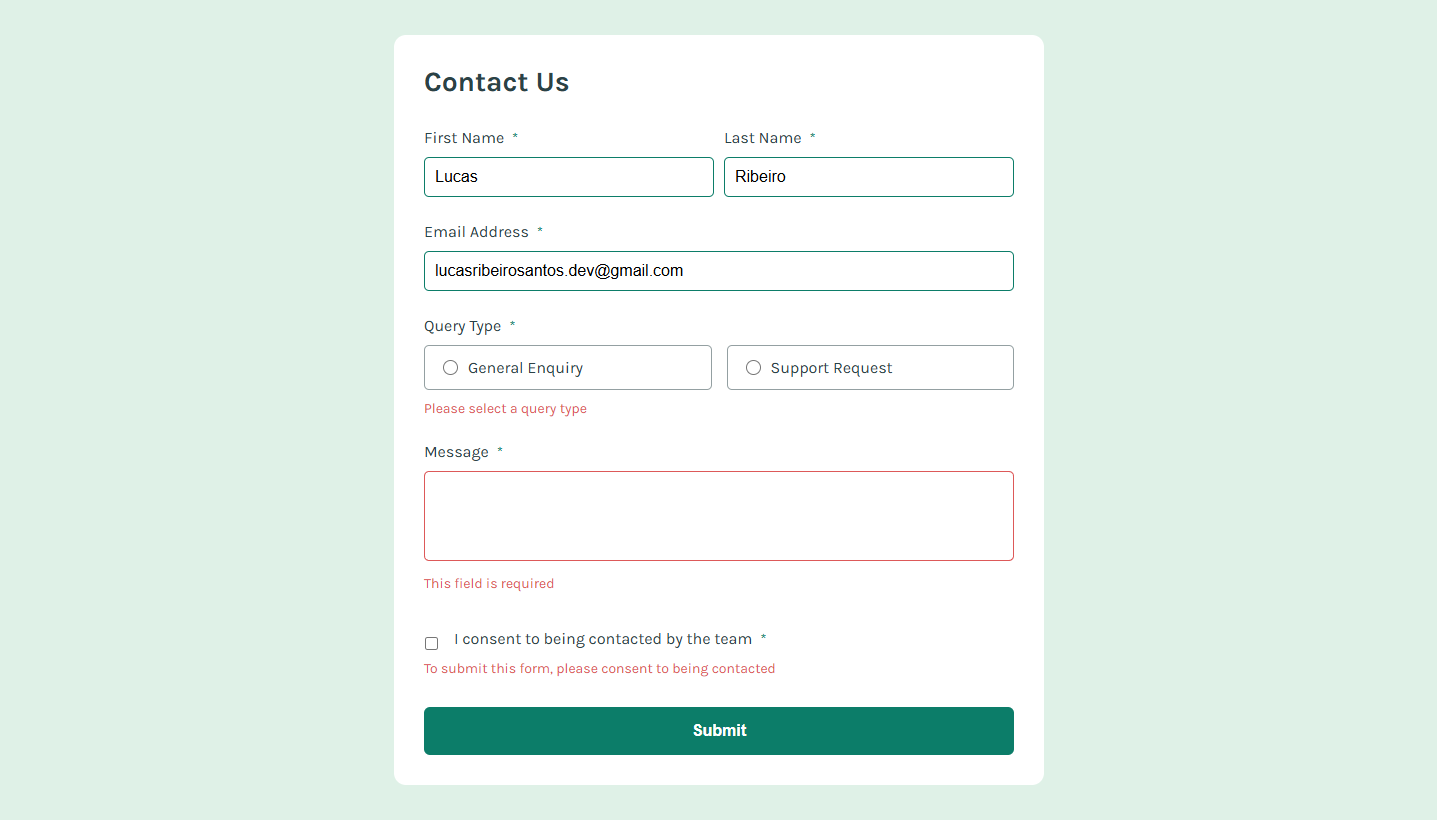 Contact Us
First Name *
Last Name *
Lucas
Ribeiro
Email Address *
lucasribeirosantos.dev@gmail.com
Query Type *
General Enquiry
Support Request
Please select a query type
Message *
This field is required
I consent to being contacted by the team *
To submit this form, please consent to being contacted
Submit